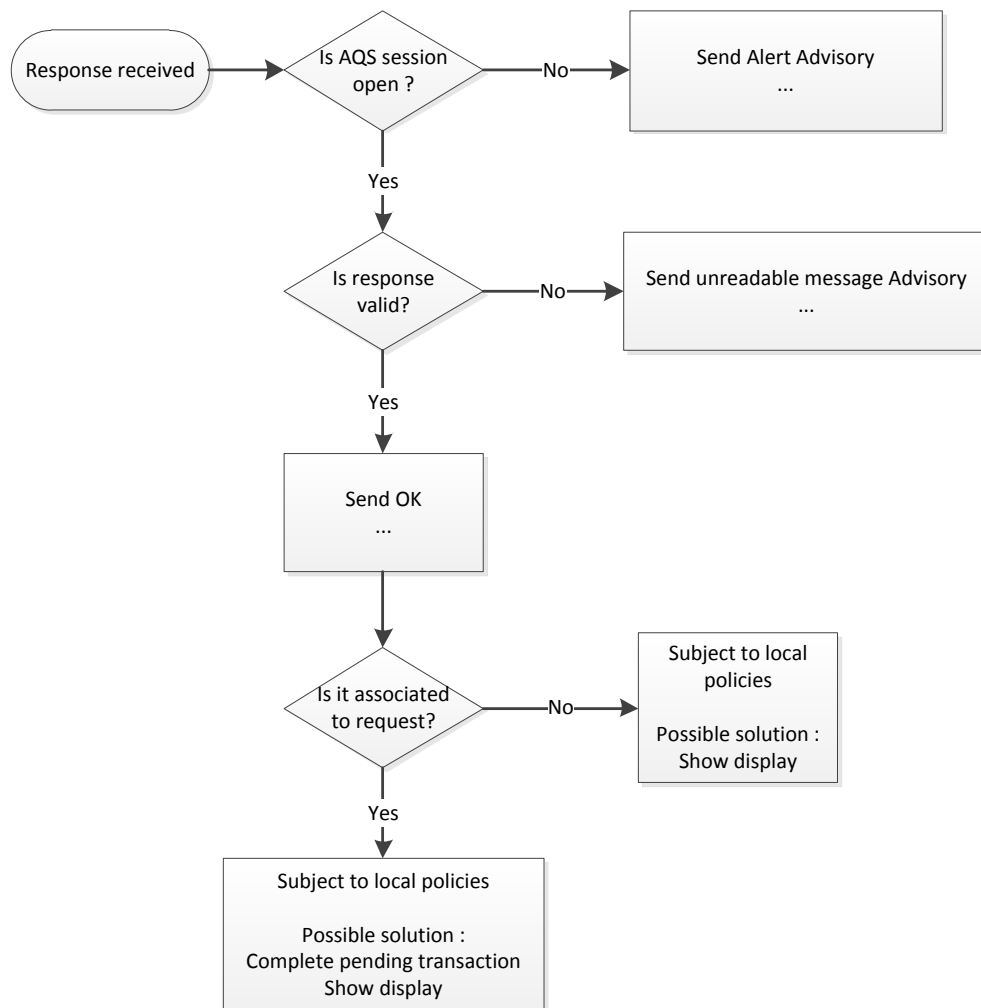 Response received
Is AQS session
open ?
No
Send Alert Advisory
...
Yes
Is response
valid?
No
Send unreadable message Advisory
...
Yes
Send OK
...
Is it associated
to request?
No
Subject to local
policies
Possible solution :
Show display
Yes
Subject to local policies
Possible solution :
Complete pending transaction
Show display